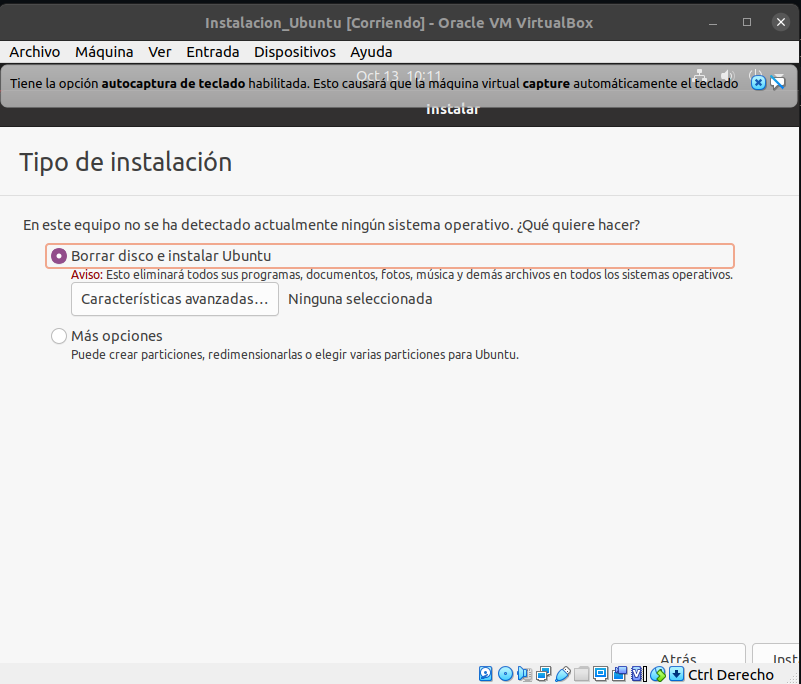 Instalacion_Ubuntu [Corriendo] - Oracle VM VirtualBox
Archivo Máquina Ver Entrada Dispositivos Ayuda
Oct 13 10:11
Tiene la opción autocaptura de teclado habilitada. Esto causará que la máquina virtual capture automáticamente el teclado
Instalar
Tipo de instalación
En este equipo no se ha detectado actualmente ningún sistema operativo. ¿Qué quiere hacer?
Borrar disco e instalar Ubuntu
Aviso: Esto eliminará todos sus programas, documentos, fotos, música y demás archivos en todos los sistemas operativos.
Características avanzadas... Ninguna seleccionada
Más opciones
Puede crear particiones, redimensionarlas o elegir varias particiones para Ubuntu.
Atrás Inst
Ctrl Derecho